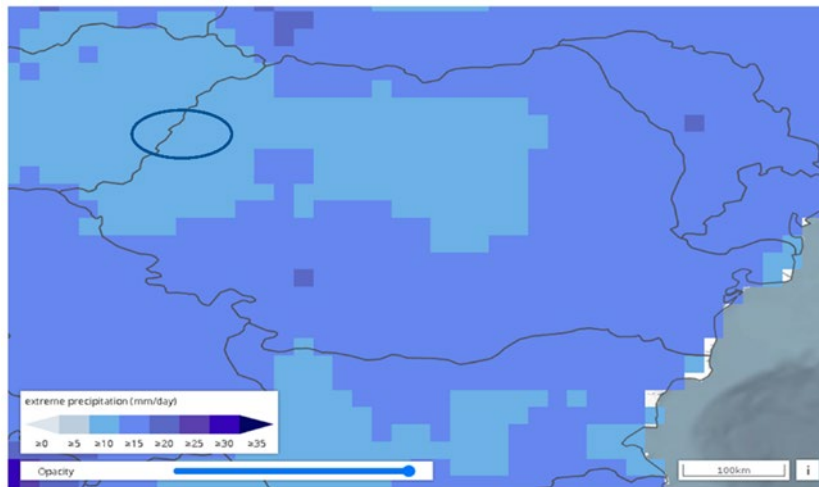 extreme precipitation (mm/day)
≥0 ≥5 ≥10 ≥15 ≥20 ≥25 ≥30 ≥35
Opacity
100km
i